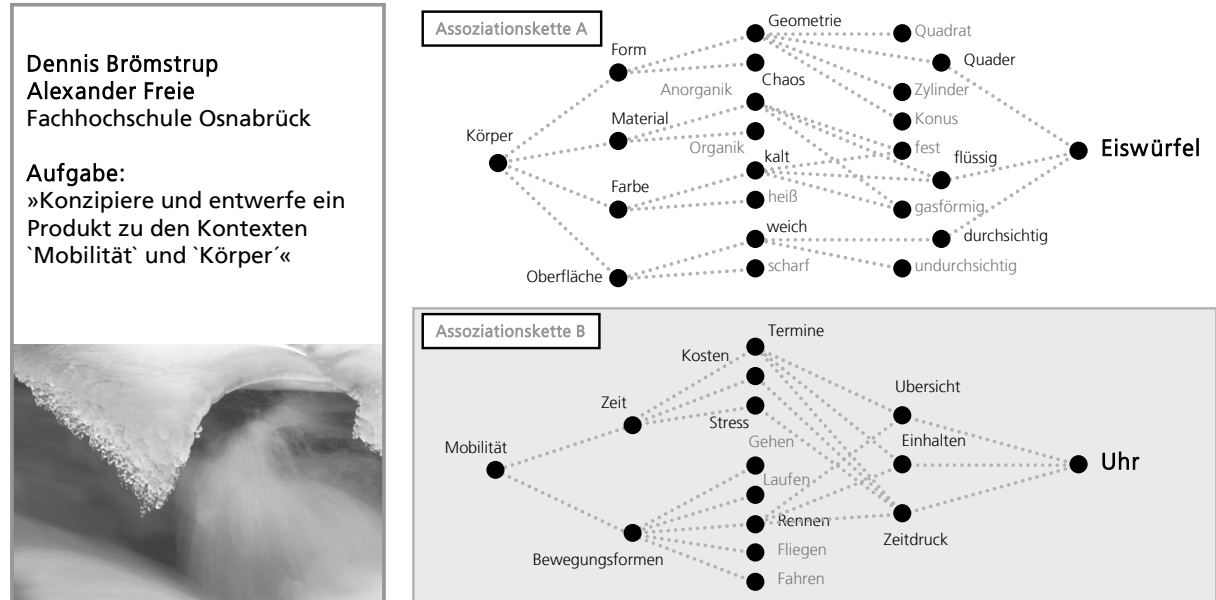 Dennis Brömstrup
Alexander Freie
Fachhochschule Osnabrück
Aufgabe:
»Konzipiere und entwerfe ein
Produkt zu den Kontexten
`Mobilität` und `Körper´«
Assoziationskette A
Körper
Form
Material
Farbe
Oberfläche
Geometrie
Chaos
Anorganik
Organik
kalt
heiß
weich
scharf
Quadrat
Quader
Zylinder
Konus
fest
flüssig
gasförmig
durchsichtig
undurchsichtig
Eiswürfel
Assoziationskette B
Mobilität
Zeit
Bewegungsformen
Termine
Kosten
Stress
Gehen
Laufen
Rennen
Fliegen
Fahren
Ubersicht
Einhalten
Zeitdruck
Uhr